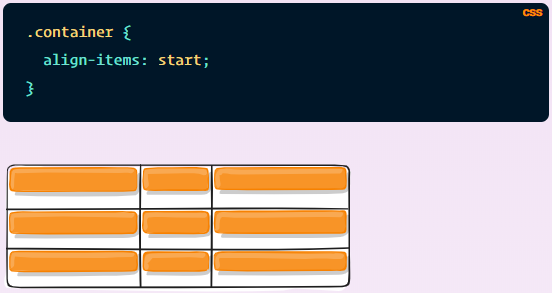 CSS
.container {
align-items: start;
}